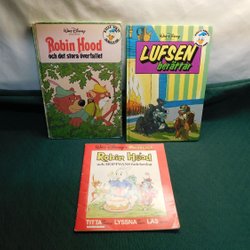 WALT DISNEY
Robin Hood
och det stora överfallet
WALT DISNEY
LUFSEN
berättar
WALT DISNEY
Robin Hood
TITTA LYSSNA LÄS